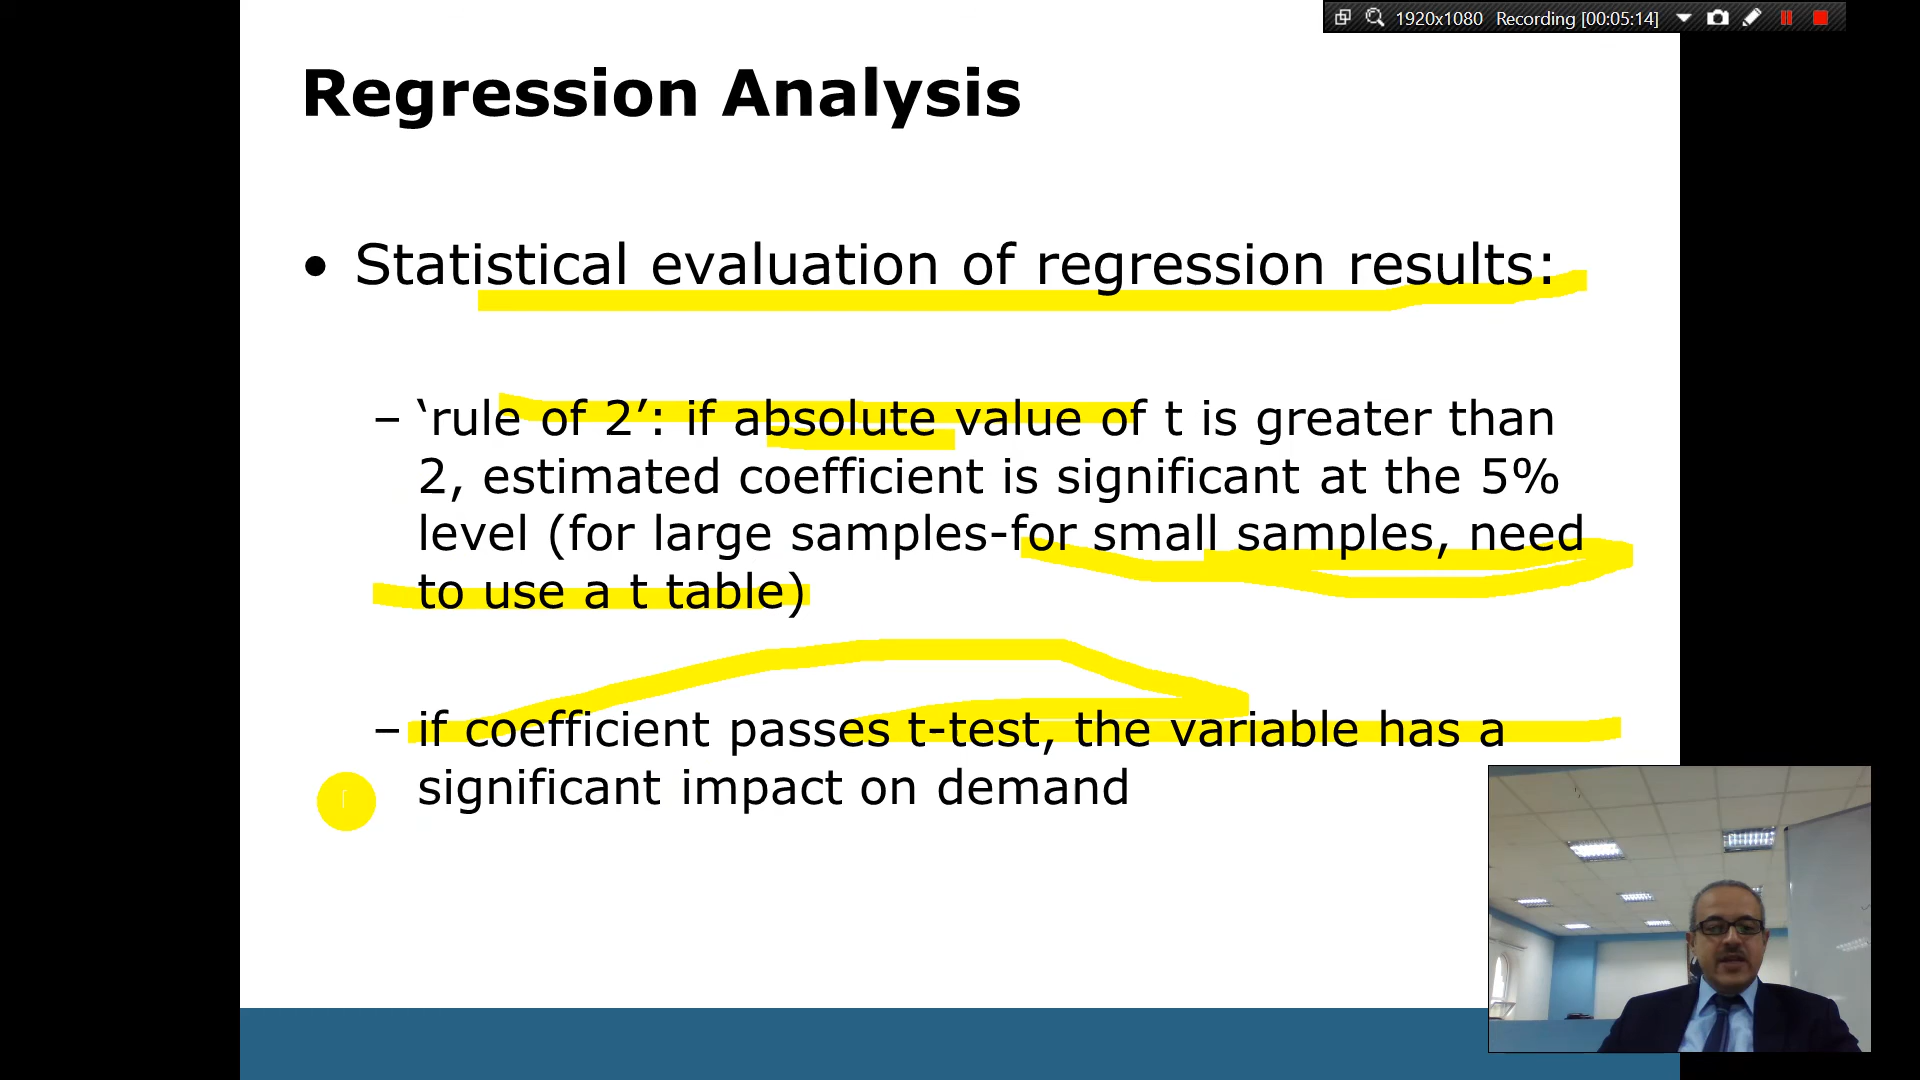 1920x1080 Recording [00:05:14]
Regression Analysis
• Statistical evaluation of regression results:
– ‘rule of 2’: if absolute value of t is greater than
2, estimated coefficient is significant at the 5%
level (for large samples-for small samples, need
to use a t table)
– if coefficient passes t-test, the variable has a
significant impact on demand